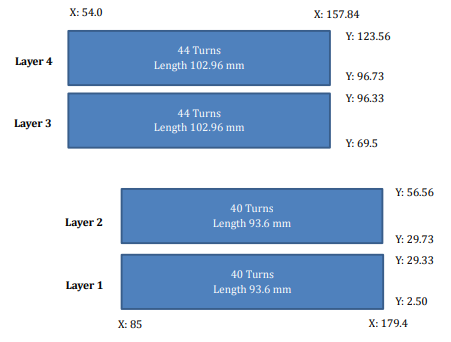 X: 54.0
X: 157.84
Y: 123.56
44 Turns
Layer 4
Length 102.96 mm
Y: 96.73
Y: 96.33
44 Turns
Layer 3
Length 102.96 mm
Y: 69.5
Y: 56.56
40 Turns
Layer 2
Length 93.6 mm
Y: 29.73
Y: 29.33
40 Turns
Layer 1
Length 93.6 mm
Y: 2.50
X: 85
X: 179.4